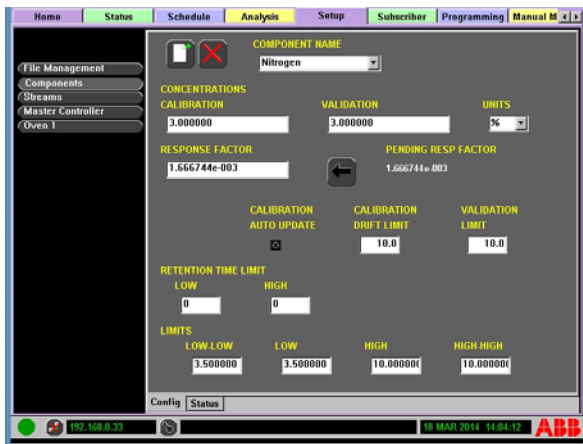 Home Status Schedule Analysis Setup Subscriber Programming Manual M
COMPONENT NAME
Nitrogen
File Management
Components
Streams
Master Controller
Oven 1
CONCENTRATIONS
CALIBRATION VALIDATION UNITS
3.000000 3.000000 %
RESPONSE FACTOR PENDING RESP FACTOR
1.666744e-003 1.666744e-003
CALIBRATION CALIBRATION VALIDATION
AUTO UPDATE DRIFT LIMIT LIMIT
10.0 10.0
RETENTION TIME LIMIT
LOW HIGH
0 0
LIMITS
LOW-LOW LOW HIGH HIGH-HIGH
3.500000 3.500000 10.00000( 10.00000(
Config Status
192.168.0.33 10 MAR 2014 14:04:12 ABB